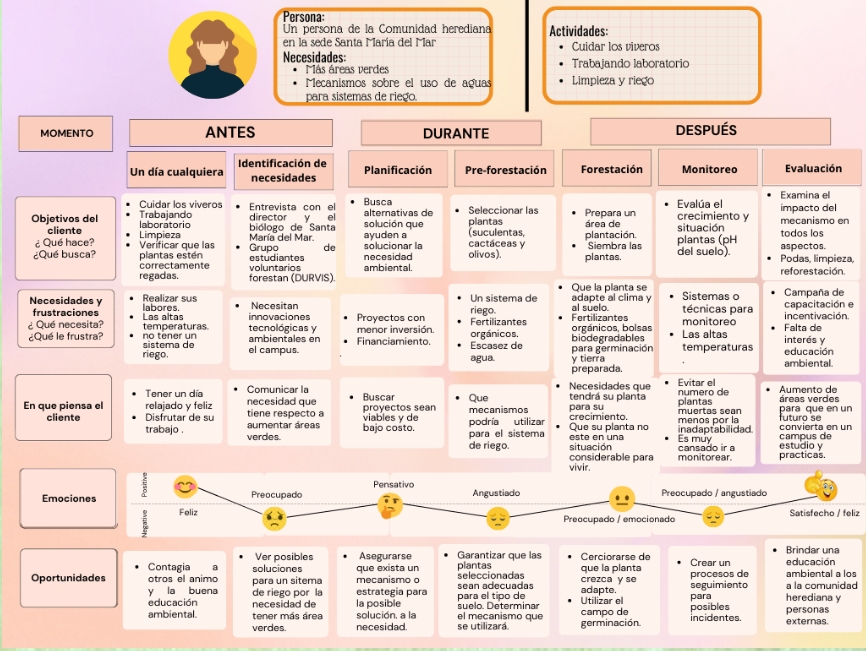 Persona:
Un persona de la Comunidad herediana
en la sede Santa María del Mar
Necesidades:
• Más áreas verdes
• Mecanismos sobre el uso de aguas
para sistemas de riego.
Actividades:
• Cuidar los viveros
• Trabajando laboratorio
• Limpieza y riego
MOMENTO
ANTES
DURANTE
DESPUÉS
Un día cualquiera
Identificación de
necesidades
Planificación
Pre-forestación
Forestación
Monitoreo
Evaluación
Objetivos del
cliente
¿ Qué hace?
¿Qué busca?
• Cuidar los viveros
• Trabajando
laboratorio
• Limpieza
• Verificar que las
plantas estén
correctamente
regadas.
• Entrevista con el
director y el
biólogo de Santa
María del Mar.
• Grupo de
estudiantes
voluntarios
forestan (DURVIS).
• Busca
alternativas de
solución que
ayuden a
solucionar la
necesidad
ambiental.
• Seleccionar las
plantas
(suculentas,
cactáceas y
olivos).
• Prepara un
área de
plantación.
• Siembra las
plantas.
• Evalúa el
crecimiento y
situación
plantas (pH
del suelo).
• Examina el
impacto del
mecanismo en
todos los
aspectos.
• Podas, limpieza,
reforestación.
Necesidades y
frustraciones
¿ Qué necesita?
¿Qué le frustra?
• Realizar sus
labores.
• Las altas
temperaturas.
• no tener un
sistema de
riego.
• Necesitan
innovaciones
tecnológicas y
ambientales en
el campus.
• Proyectos con
menor inversión.
• Financiamiento.
.
• Un sistema de
riego.
• Fertilizantes
orgánicos.
• Escasez de
agua.
• Que la planta se
adapte al clima y
al suelo.
• Fertilizantes
orgánicos, bolsas
biodegradables
para germinación
y tierra
preparada.
• Sistemas o
técnicas para
monitoreo
• Las altas
temperaturas
.
• Campaña de
capacitación e
incentivación.
• Falta de
interés y
educación
ambiental.
En que piensa el
cliente
• Tener un día
relajado y feliz
• Disfrutar de su
trabajo .
• Comunicar la
necesidad que
tiene respecto a
aumentar áreas
verdes.
• Buscar
proyectos sean
viables y de
bajo costo.
• Que
mecanismos
podría utilizar
para el sistema
de riego.
• Necesidades que
tendrá su planta
para su
crecimiento.
• Que su planta no
este en una
situación
considerable para
vivir.
• Evitar el
numero de
plantas
muertas sean
menos por la
inadaptabilidad.
• Es muy
cansado ir a
monitorear.
• Aumento de
áreas verdes
para que en un
futuro se
convierta en un
campus de
estudio y
practicas.
Emociones
Positive
Negative
Feliz
Preocupado
Pensativo
Angustiado
Preocupado / emocionado
Preocupado / angustiado
Satisfecho / feliz
Oportunidades
• Contagia a
otros el animo
y la buena
educación
ambiental.
• Ver posibles
soluciones
para un sitema
de riego por la
necesidad de
tener más área
verdes.
• Asegurarse
que exista un
mecanismo o
estrategia para
la posible
solución, a la
necesidad.
• Garantizar que las
plantas
seleccionadas
sean adecuadas
para el tipo de
suelo. Determinar
el mecanismo que
se utilizará.
• Cerciorarse de
que la planta
crezca y se
adapte.
• Utilizar el
campo de
germinación.
• Crear un
procesos de
seguimiento
para
posibles
incidentes.
• Brindar una
educación
ambiental a los
a la comunidad
herediana y
personas
externas.